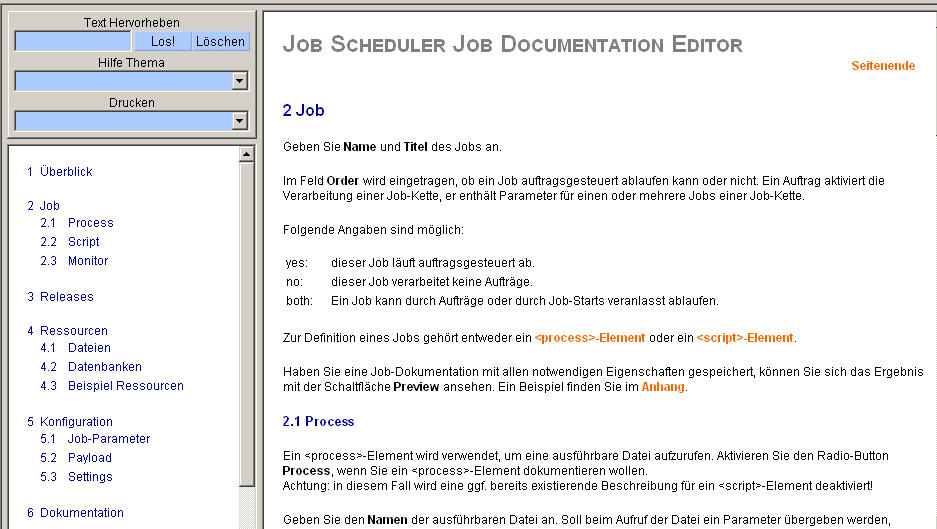 Text Hervorheben
Los! Löschen
Hilfe Thema
Drucken
1 Überblick
2 Job
2.1 Process
2.2 Script
2.3 Monitor
3 Releases
4 Ressourcen
4.1 Dateien
4.2 Datenbanken
4.3 Beispiel Ressourcen
5 Konfiguration
5.1 Job-Parameter
5.2 Payload
5.3 Settings
6 Dokumentation
Job Scheduler Job Documentation Editor
Seitenende
2 Job
Geben Sie Name und Titel des Jobs an.
Im Feld Order wird eingetragen, ob ein Job auftragsgesteuert ablaufen kann oder nicht. Ein Auftrag aktiviert die
Verarbeitung einer Job-Kette, er enthält Parameter für einen oder mehrere Jobs einer Job-Kette.
Folgende Angaben sind möglich:
yes: dieser Job läuft auftragsgesteuert ab.
no: dieser Job verarbeitet keine Aufträge.
both: Ein Job kann durch Aufträge oder durch Job-Starts veranlasst ablaufen.
Zur Definition eines Jobs gehört entweder ein <process>-Element oder ein <script>-Element.
Haben Sie eine Job-Dokumentation mit allen notwendigen Eigenschaften gespeichert, können Sie sich das Ergebnis
mit der Schaltfläche Preview ansehen. Ein Beispiel finden Sie im Anhang.
2.1 Process
Ein <process>-Element wird verwendet, um eine ausführbare Datei aufzurufen. Aktivieren Sie den Radio-Button
Process, wenn Sie ein <process>-Element dokumentieren wollen.
Achtung: in diesem Fall wird eine ggf. bereits existierende Beschreibung für ein <script>-Element deaktiviert!
Geben Sie den Namen der ausführbaren Datei an. Soll beim Aufruf der Datei ein Parameter übergeben werden,